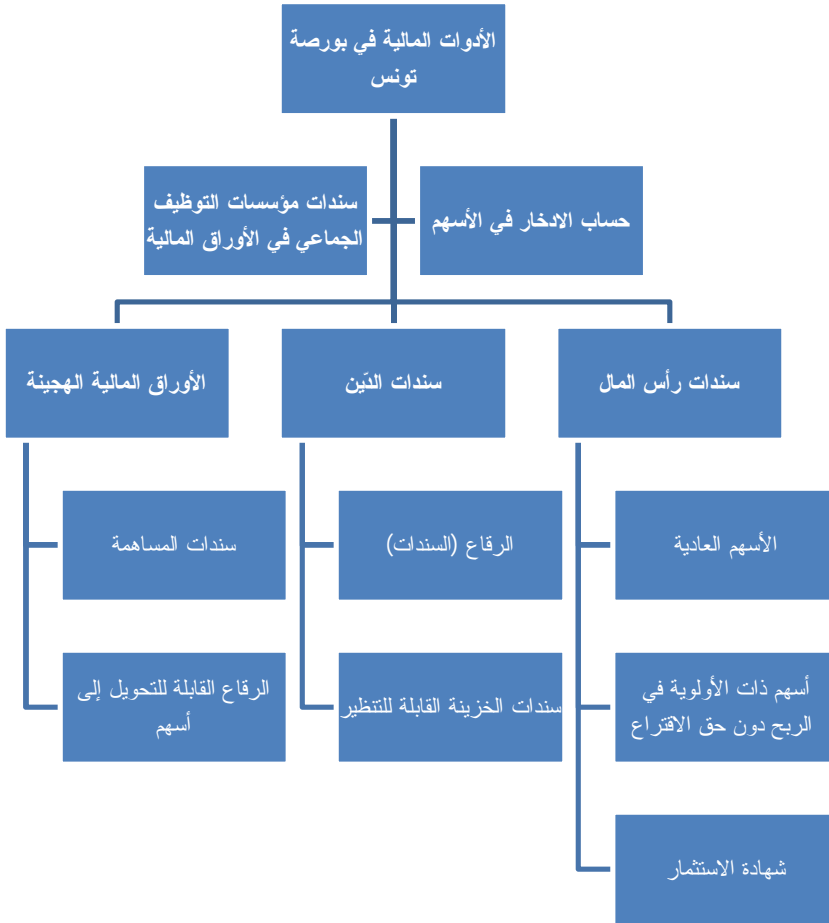 الأدوات المالية في بورصة
تونس
حساب الادخار في الأسهم
سندات مؤسسات التوظيف
الجماعي في الأوراق المالية
سندات رأس المال
سندات الدّين
الأوراق المالية الهجينة
الأسهم العادية
أسهم ذات الأولوية في
الربح دون حق الاقتراع
شهادة الاستثمار
الرقاع (السندات)
سندات الخزينة القابلة للتنظير
سندات المساهمة
الرقاع القابلة للتحويل إلى
أسهم